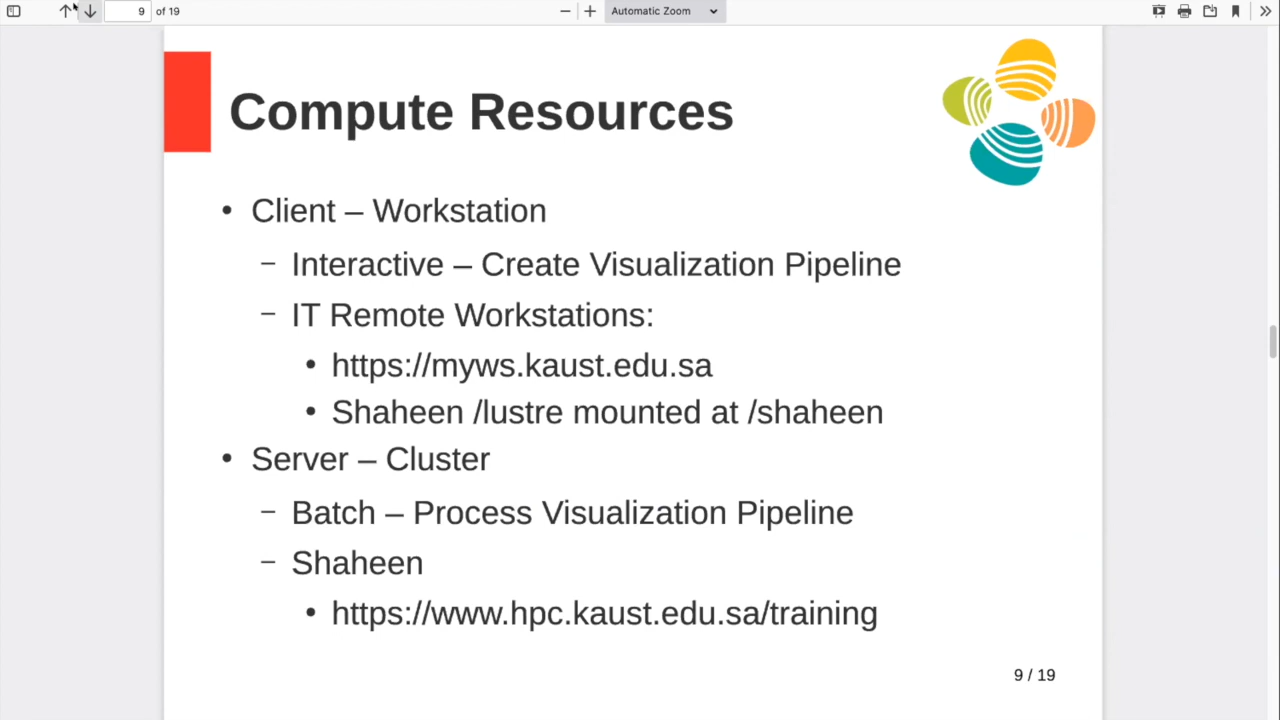 9 of 19
Automatic Zoom
Compute Resources
• Client – Workstation
– Interactive – Create Visualization Pipeline
– IT Remote Workstations:
• https://myws.kaust.edu.sa
• Shaheen /lustre mounted at /shaheen
• Server – Cluster
– Batch – Process Visualization Pipeline
– Shaheen
• https://www.hpc.kaust.edu.sa/training
9 / 19